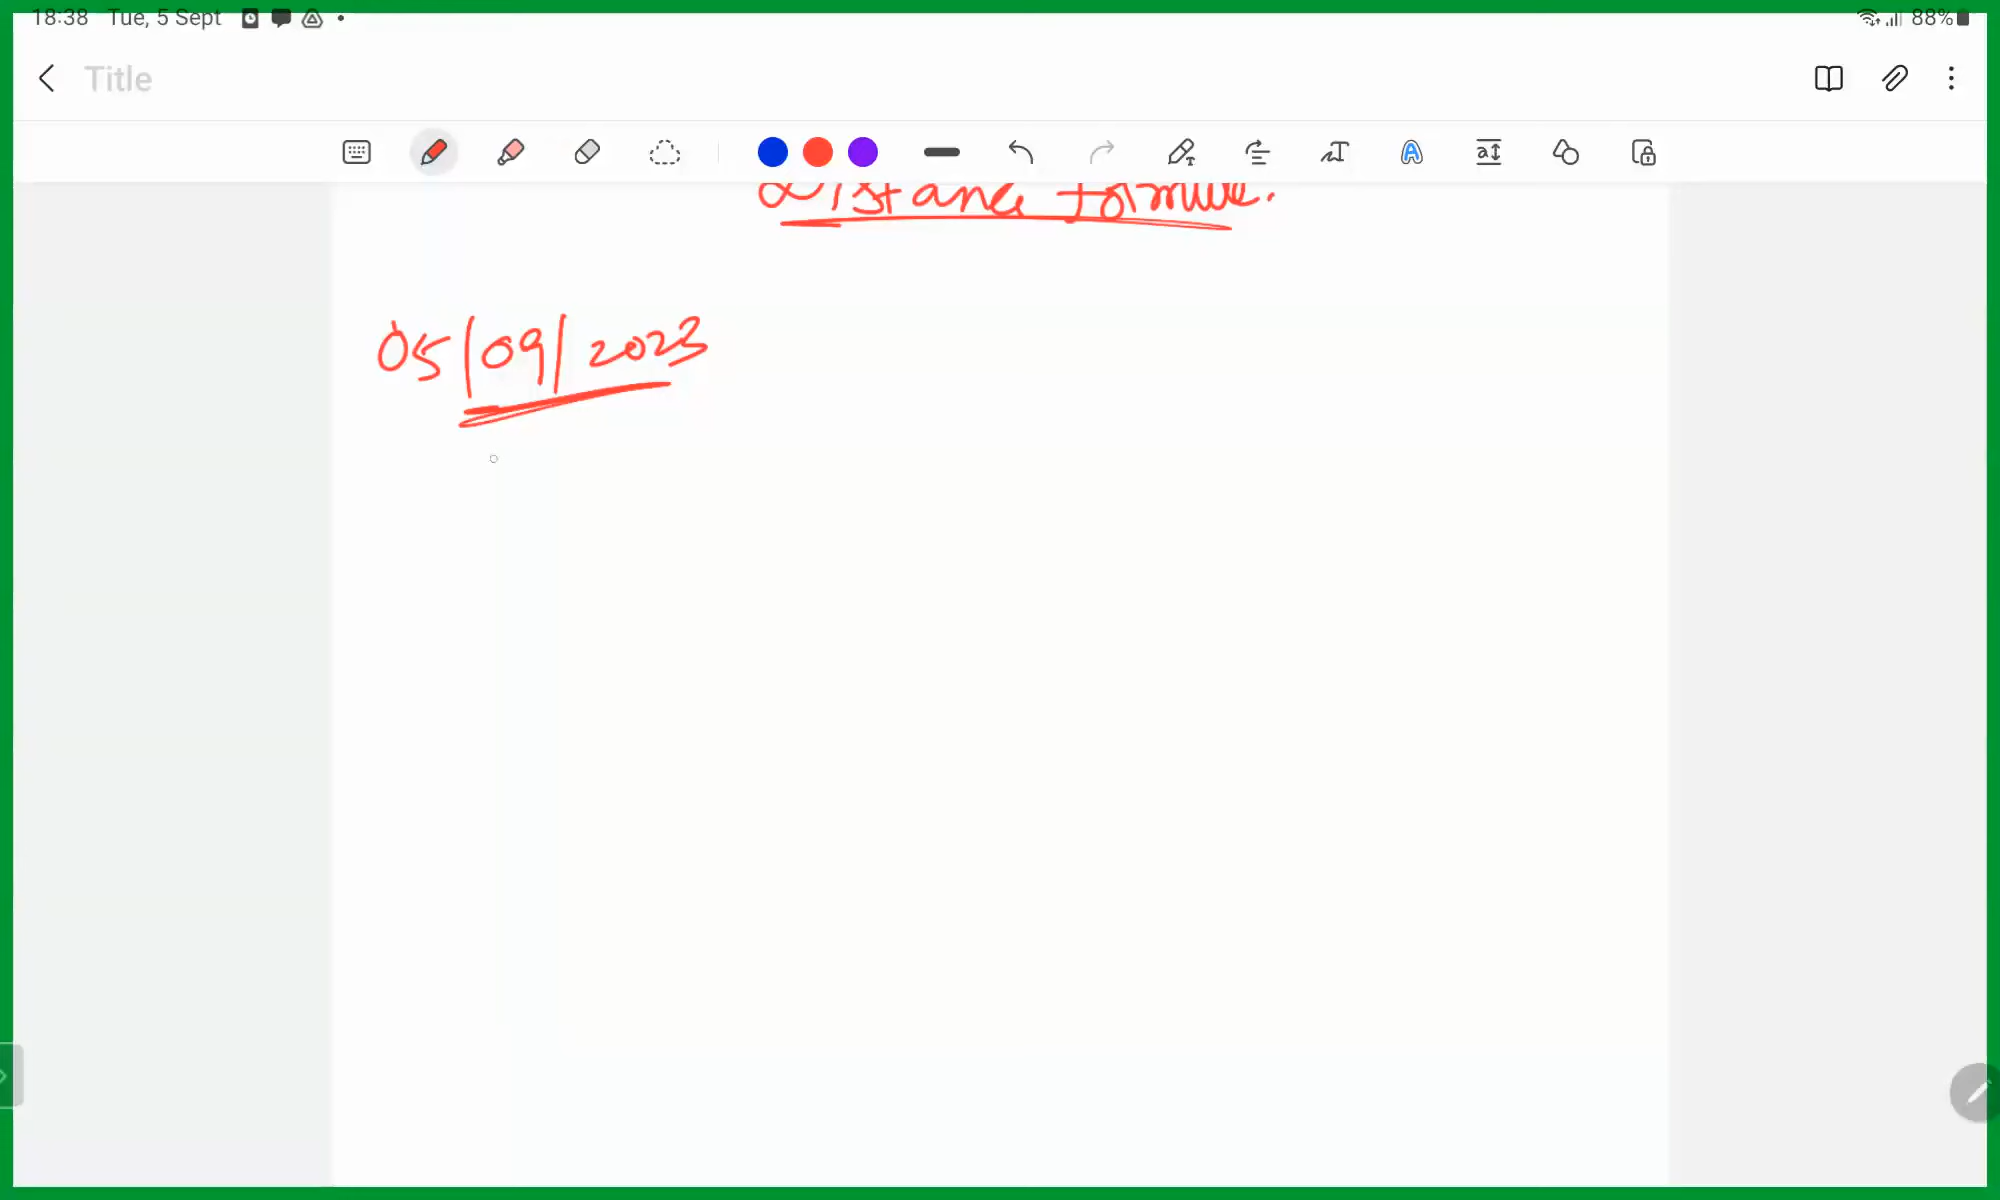 18:38 Tue, 5 Sept 88%
Title
a
Distance formula.
05/09/2023